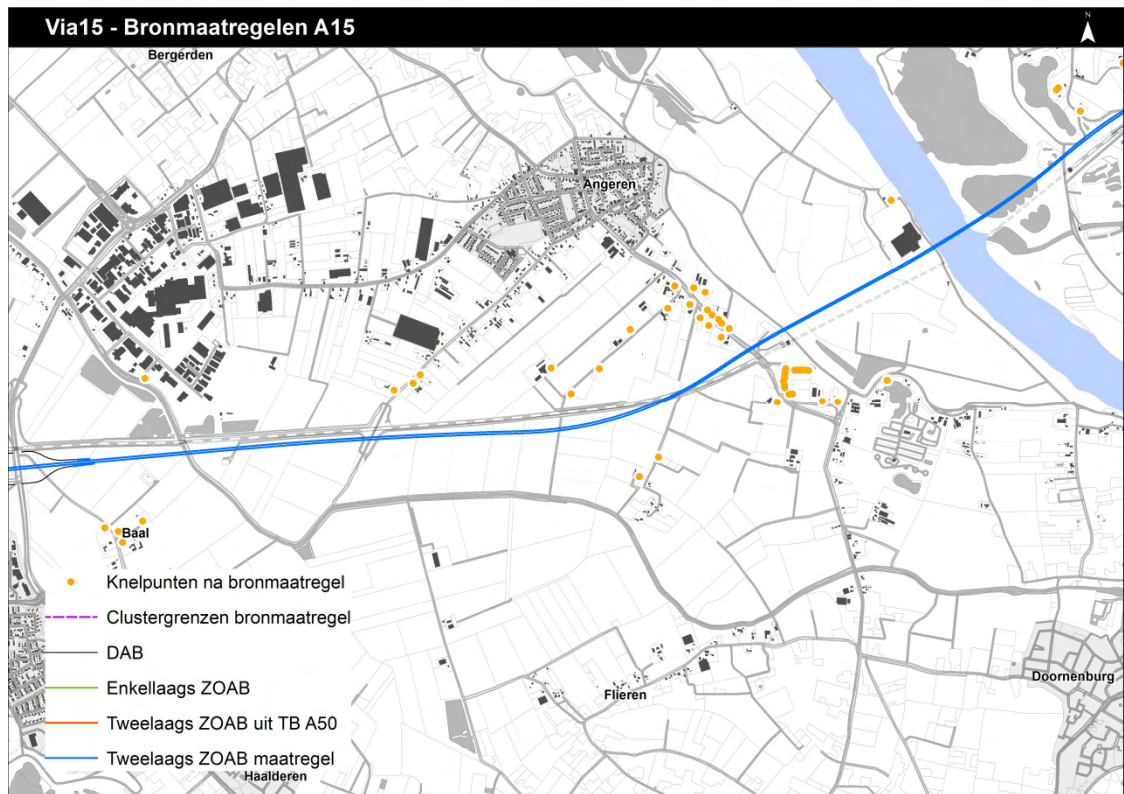 Via15 - Bronmaatregelen A15
N
Bergerden
Angeren
Baal
Knelpunten na bronmaatregel
Clustergrenzen bronmaatregel
DAB
Enkellaags ZOAB
Tweelaags ZOAB uit TB A50
Tweelaags ZOAB maatregel
Flieren
Doornenburg
Haalderen